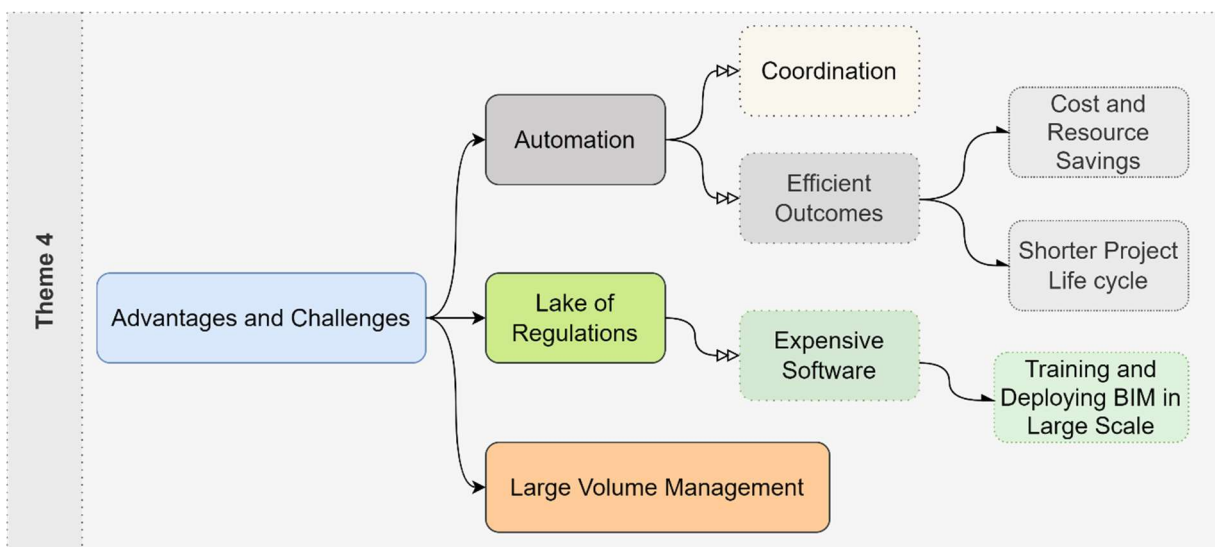 Theme 4
Advantages and Challenges
Automation
Coordination
Efficient
Outcomes
Cost and
Resource
Savings
Shorter Project
Life cycle
Lake of
Regulations
Expensive
Software
Training and
Deploying BIM in
Large Scale
Large Volume Management